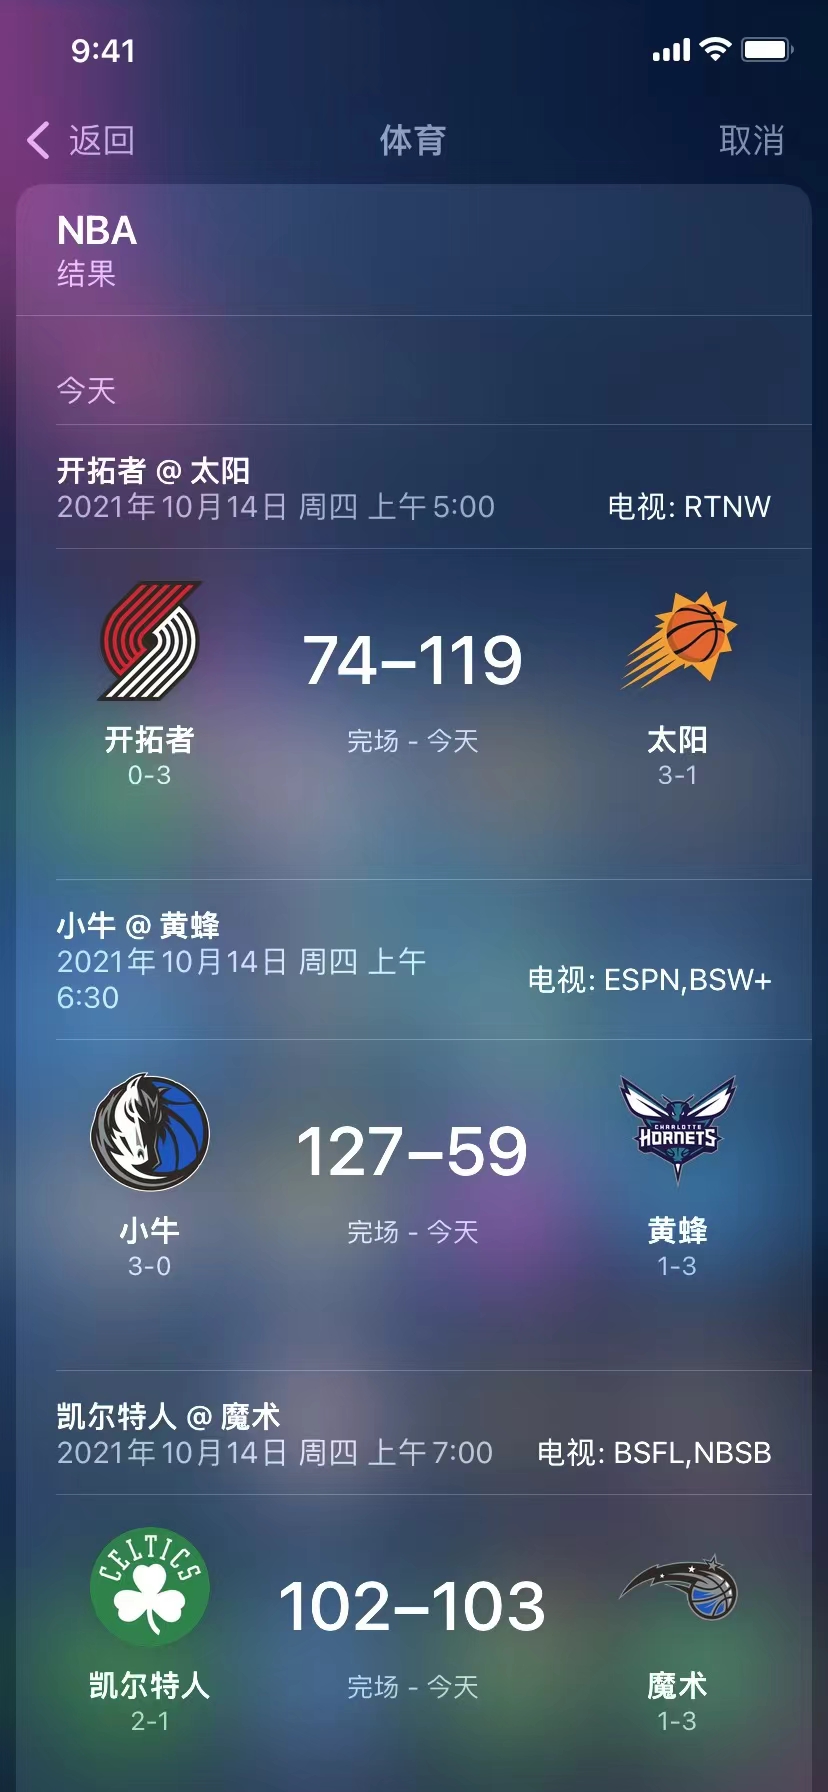 9:41
返回
体育
取消
NBA
结果
今天
开拓者 @ 太阳
2021年10月14日 周四 上午5:00
电视: RTNW
74–119
开拓者
0-3
完场 - 今天
太阳
3-1
小牛 @ 黄蜂
2021年10月14日 周四 上午
6:30
电视: ESPN,BSW+
CHARLOTTE
HORNETS
127–59
小牛
3-0
完场 - 今天
黄蜂
1-3
凯尔特人 @ 魔术
2021年10月14日 周四 上午7:00
电视: BSFL,NBSB
CELTICS
102–103
凯尔特人
2-1
完场 - 今天
魔术
1-3